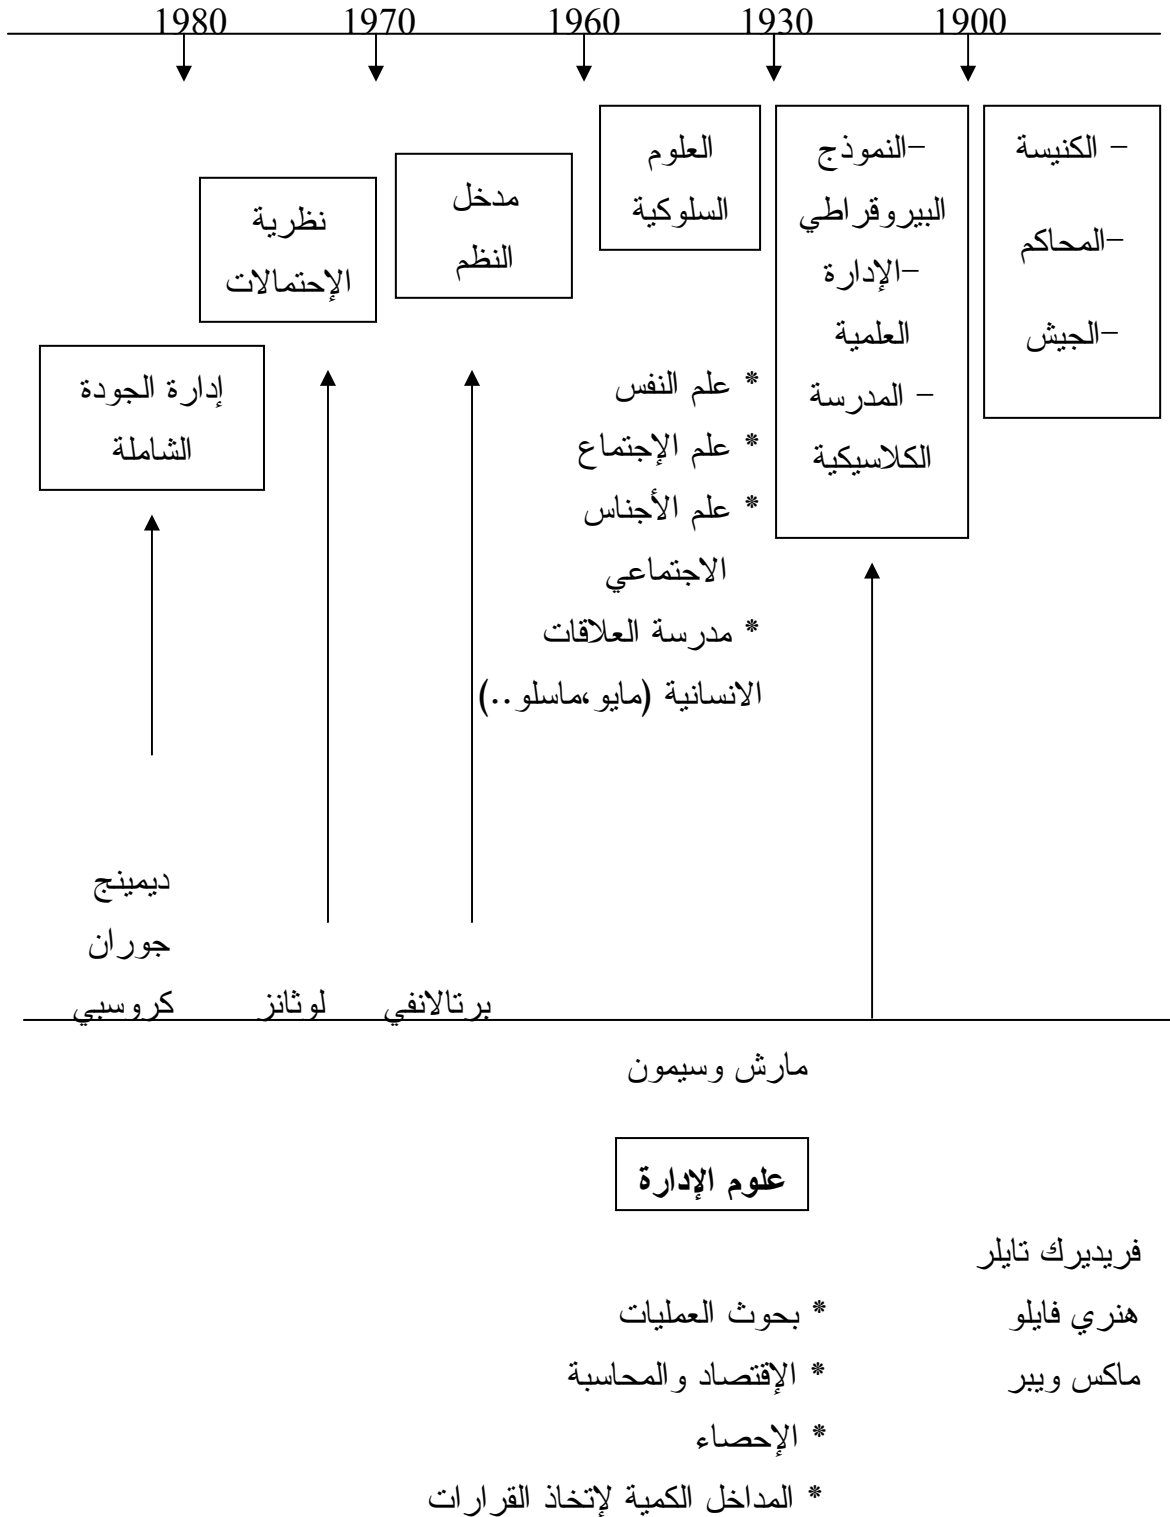 1980 1970 1960 1930 1900
- الكنيسة
-المحاكم
-الجيش
-النموذج
البيروقراطي
-الإدارة
العلمية
- المدرسة
الكلاسيكية
العلوم
السلوكية
* علم النفس
* علم الإجتماع
* علم الأجناس
الاجتماعي
* مدرسة العلاقات
الانسانية (مايو،ماسلو..)
مدخل
النظم
نظرية
الإحتمالات
إدارة الجودة
الشاملة
ديمينج
جوران
كروسبي
لوثانز
برتالانفي
مارش وسيمون
علوم الإدارة
فريديرك تايلر
هنري فايلو
ماكس ويبر
* بحوث العمليات
* الإقتصاد والمحاسبة
* الإحصاء
* المداخل الكمية لإتخاذ القرارات